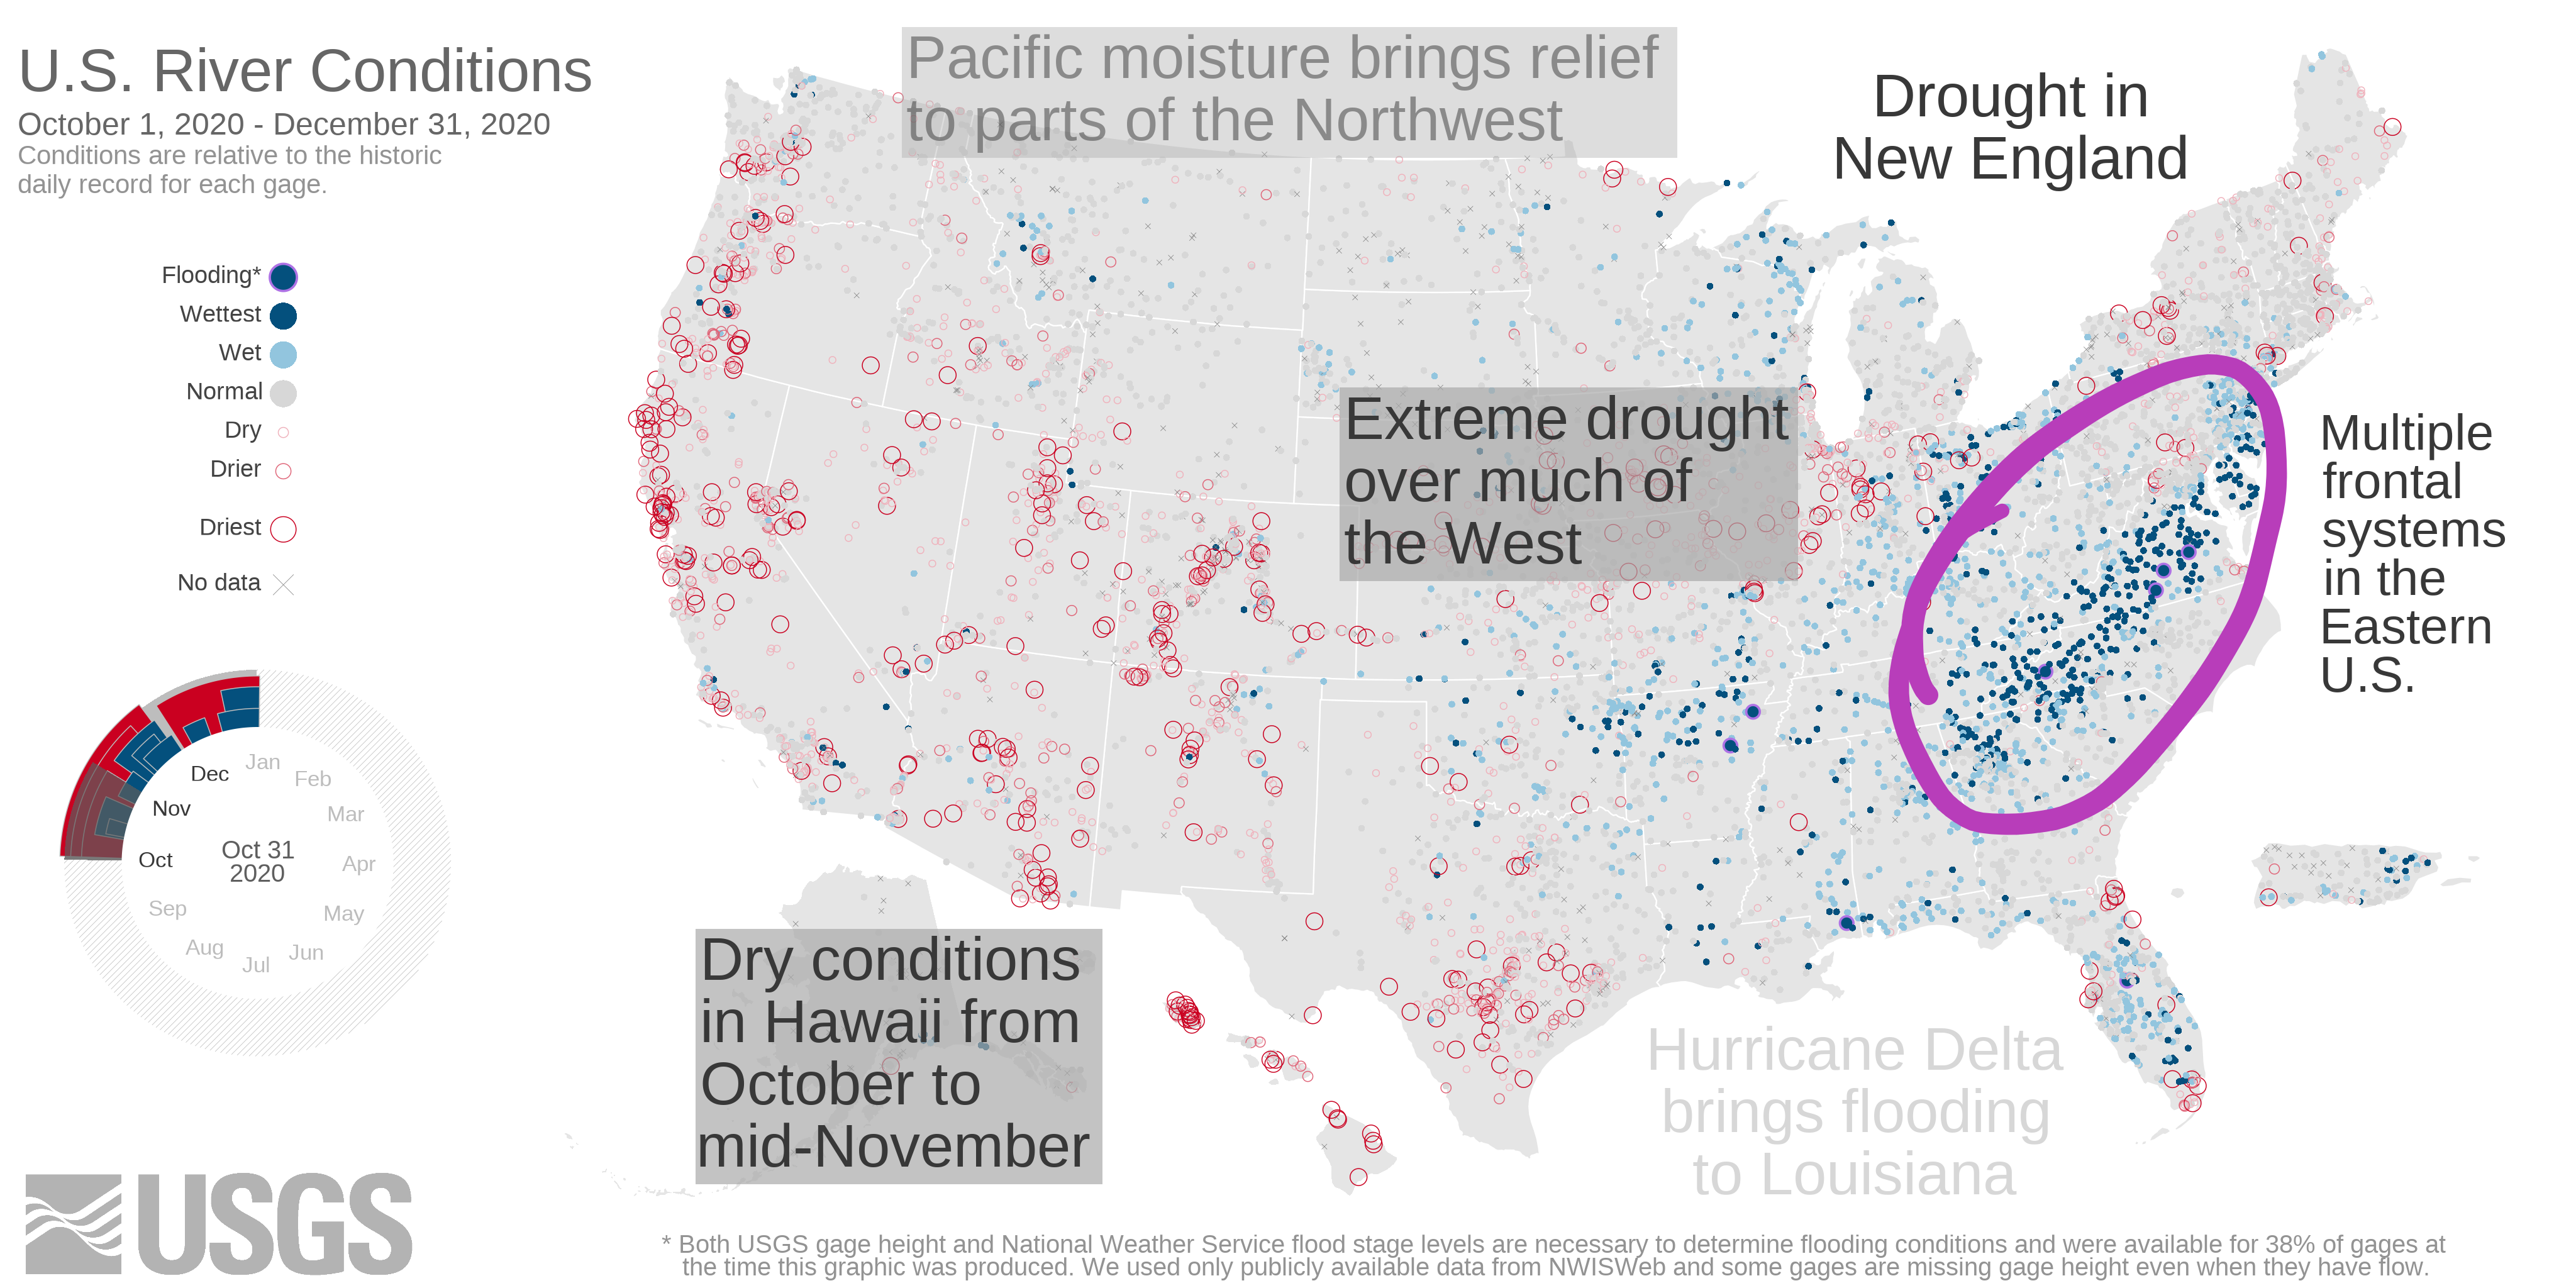 U.S. River Conditions
October 1, 2020 - December 31, 2020
Conditions are relative to the historic
daily record for each gage.
Flooding*
Wettest
Wet
Normal
Dry
Drier
Driest
No data
Pacific moisture brings relief
to parts of the Northwest
Drought in
New England
Extreme drought
over much of
the West
Multiple
frontal
systems
in the
Eastern
U.S.
Jan
Feb
Mar
Apr
May
Jun
Jul
Aug
Sep
Oct
Nov
Dec
Oct 31
2020
Dry conditions
in Hawaii from
October to
mid-November
Hurricane Delta
brings flooding
to Louisiana
USGS
* Both USGS gage height and National Weather Service flood stage levels are necessary to determine flooding conditions and were available for 38% of gages at
the time this graphic was produced. We used only publicly available data from NWISWeb and some gages are missing gage height even when they have flow.